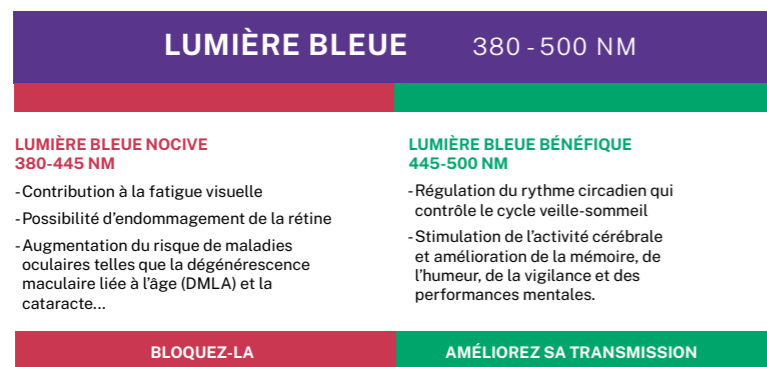 LUMIÈRE BLEUE 380 - 500 NM
LUMIÈRE BLEUE NOCIVE
380-445 NM
- Contribution à la fatigue visuelle
- Possibilité d’endommagement de la rétine
- Augmentation du risque de maladies
oculaires telles que la dégénérescence
maculaire liée à l’âge (DMLA) et la
cataracte...
BLOQUEZ-LA
LUMIÈRE BLEUE BÉNÉFIQUE
445-500 NM
- Régulation du rythme circadien qui
contrôle le cycle veille-sommeil
- Stimulation de l’activité cérébrale
et amélioration de la mémoire, de
l’humeur, de la vigilance et des
performances mentales.
AMÉLIOREZ SA TRANSMISSION